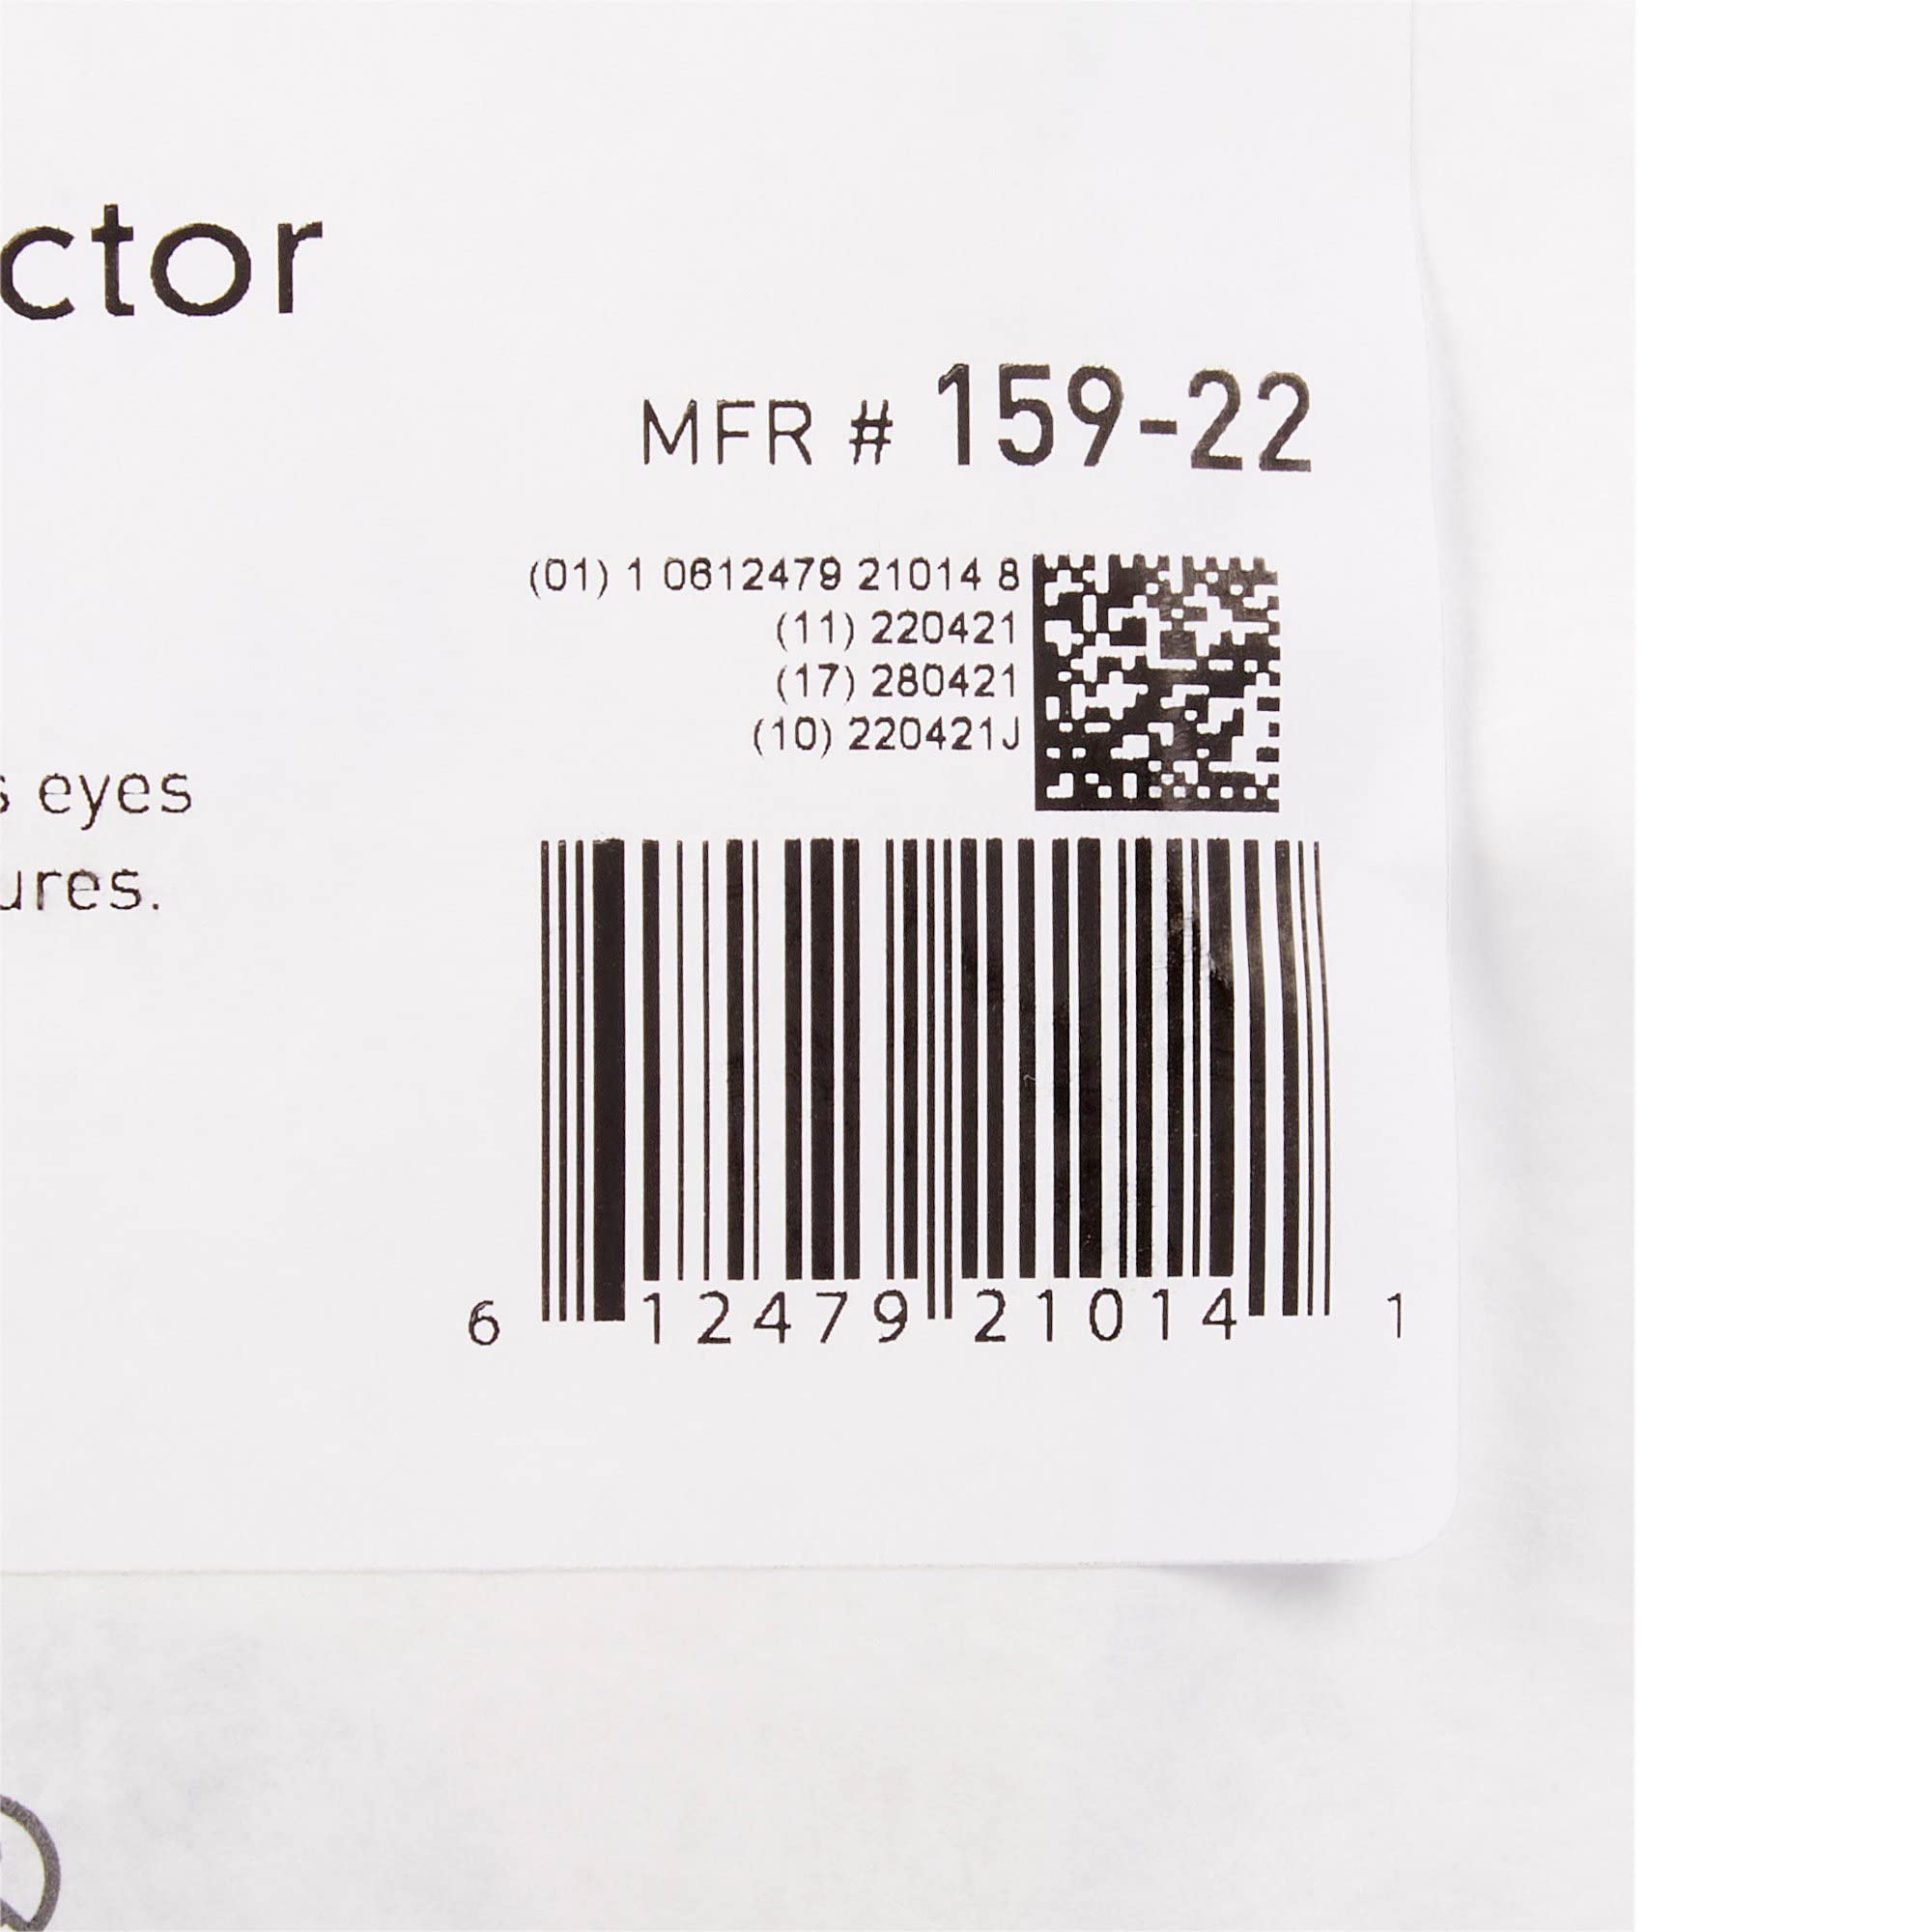 ctor
MFR # 159-22
(01) 1 0612479 21014 8
(11) 220421
(17) 280421
(10) 220421J
eyes
ures.
6 12479 21014 1